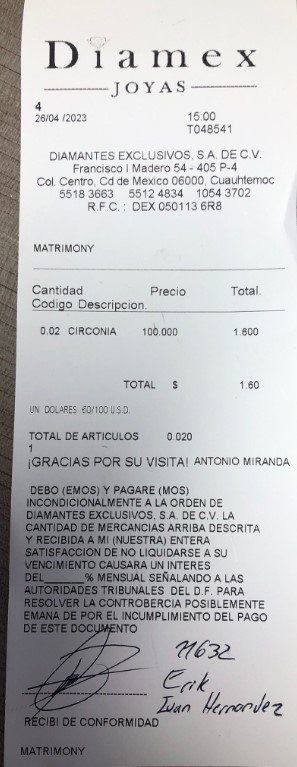 Diamex
JOYAS
4
26/04 /2023 15:00
T048541
DIAMANTES EXCLUSIVOS, S.A. DE C.V.
Francisco I Madero 54 - 405 P-4
Col. Centro, Cd de Mexico 06000, Cuauhtemoc
5518 3663 5512 4834 1054 3702
R.F.C. : DEX 050113 6R8
MATRIMONY
Cantidad Precio Total.
Codigo Descripcion.
0.02 CIRCONIA 100.000 1.600
TOTAL $ 1.60
UN DOLARES 60/100 U.S.D.
TOTAL DE ARTICULOS 0.020
1
¡GRACIAS POR SU VISITA! ANTONIO MIRANDA
DEBO (EMOS) Y PAGARE (MOS)
INCONDICIONALMENTE A LA ORDEN DE
DIAMANTES EXCLUSIVOS, S.A. DE C.V. LA
CANTIDAD DE MERCANCIAS ARRIBA DESCRITA
Y RECIBIDA A MI (NUESTRA) ENTERA
SATISFACCION DE NO LIQUIDARSE A SU
VENCIMIENTO CAUSARA UN INTERES
DEL______% MENSUAL SEÑALANDO A LAS
AUTORIDADES TRIBUNALES DEL D.F. PARA
RESOLVER LA CONTROBERCIA POSIBLEMENTE
EMANA DE POR EL INCUMPLIMIENTO DEL PAGO
DE ESTE DOCUMENTO
11632
Erik
Ivan Hernandez
RECIBI DE CONFORMIDAD
MATRIMONY